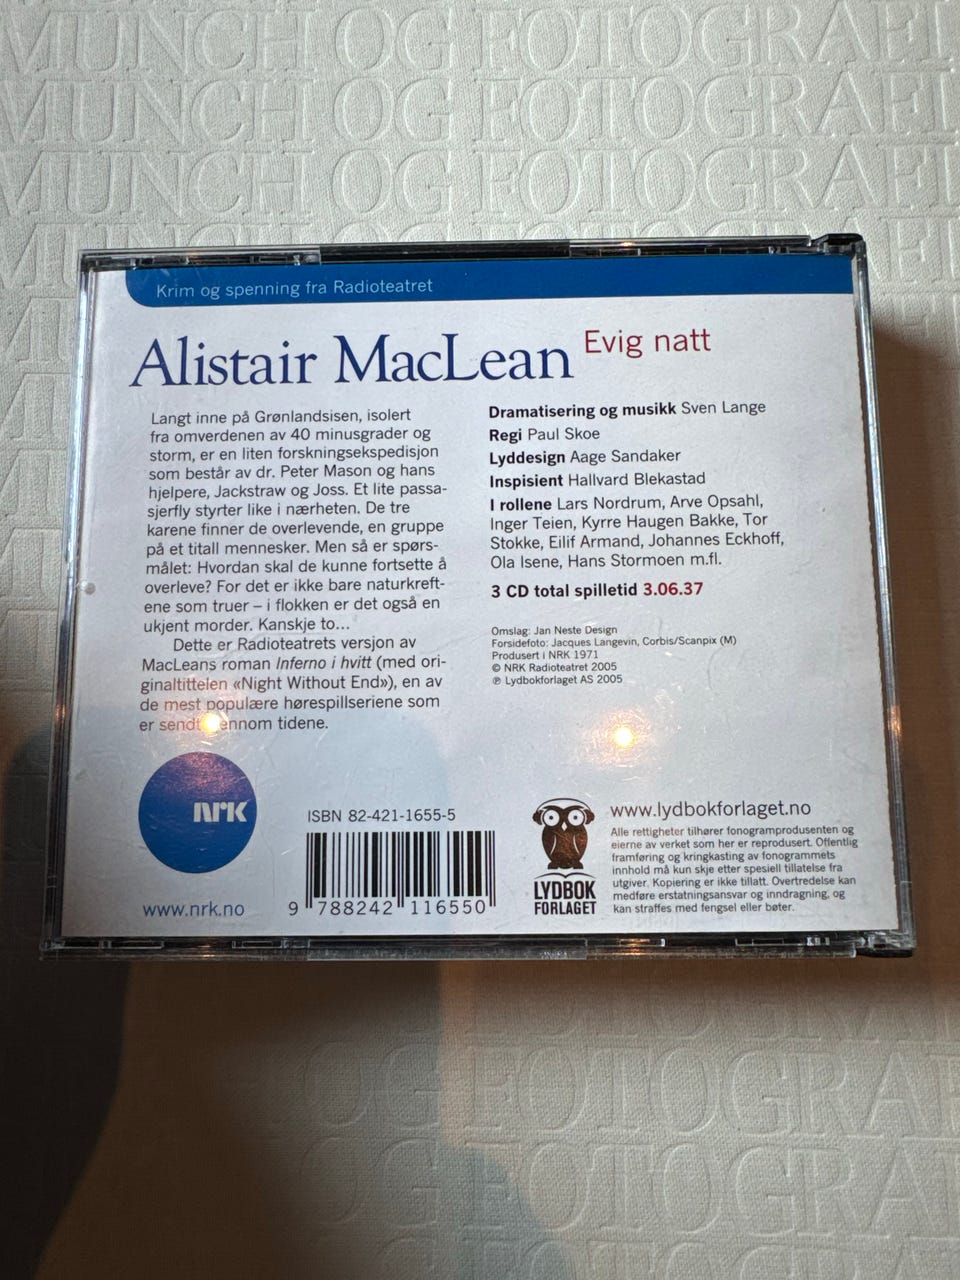 MUNCH OG FOTOGRAFI
MUNCH OG FOTOGRAFI
MUNCH OG FOTOGRAFI
MUNCH OG FOTOGRAFI
Krim og spenning fra Radioteatret
Alistair MacLean Evig natt
Langt inne på Grønlandsisen, isolert
fra omverdenen av 40 minusgrader og
storm, er en liten forskningsekspedisjon
som består av dr. Peter Mason og hans
hjelpere, Jackstraw og Joss. Et lite passa-
sjerfly styrter like i nærheten. De tre
karene finner de overlevende, en gruppe
på et titall mennesker. Men så er spørs-
målet: Hvordan skal de kunne fortsette å
overleve? For det er ikke bare naturkreft-
ene som truer – i flokken er det også en
ukjent morder. Kanskje to...
Dette er Radioteatrets versjon av
MacLeans roman Inferno i hvitt (med ori-
ginaltittelen «Night Without End»), en av
de mest populære hørespillseriene som
er sendt gjennom tidene.
Dramatisering og musikk Sven Lange
Regi Paul Skoe
Lyddesign Aage Sandaker
Inspisient Hallvard Blekastad
I rollene Lars Nordrum, Arve Opsahl,
Inger Teien, Kyrre Haugen Bakke, Tor
Stokke, Eilif Armand, Johannes Eckhoff,
Ola Isene, Hans Stormoen m.fl.
3 CD total spilletid 3.06.37
Omslag: Jan Neste Design
Forsidefoto: Jacques Langevin, Corbis/Scanpix (M)
Produsert i NRK 1971
© NRK Radioteatret 2005
℗ Lydbokforlaget AS 2005
NRK
www.nrk.no
ISBN 82-421-1655-5
9 788242 116550
LYDBOK
FORLAGET
www.lydbokforlaget.no
Alle rettigheter tilhører fonogramprodusenten og
eierne av verket som her er reprodusert. Offentlig
framføring og kringkasting av fonogrammets
innhold må kun skje etter spesiell tillatelse fra
utgiver. Kopiering er ikke tillatt. Overtredelse kan
medføre erstatningsansvar og inndragning, og
kan straffes med fengsel eller bøter.
OG FOTOGRA
OG FOTOGRA
OG FOTOGRA